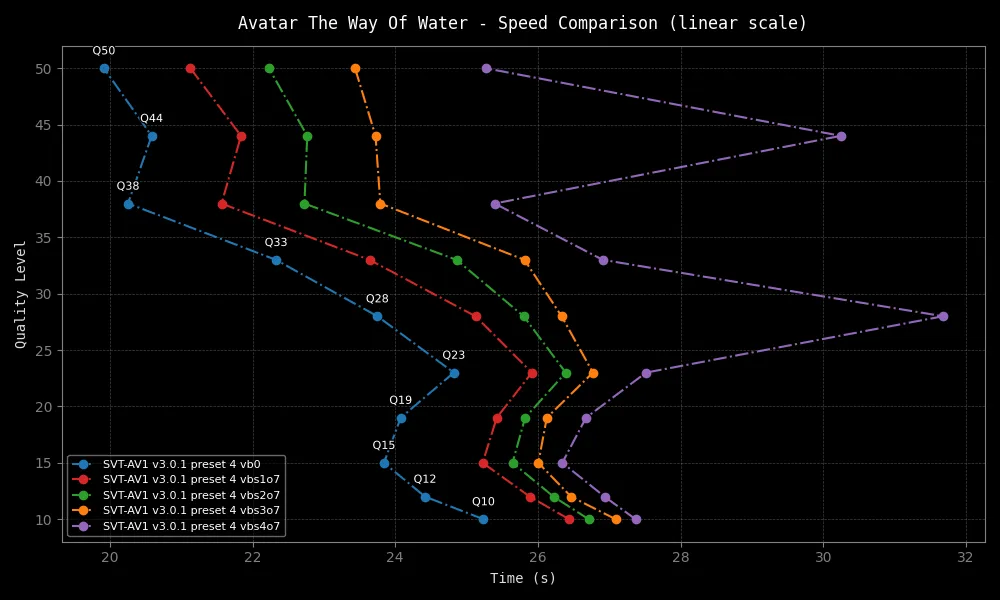 Avatar The Way Of Water - Speed Comparison (linear scale)
Q50
50
Q44
45
Q38
40
Q33
35
Q28
30
Q23
25
Q19
20
Q15
15
Q12
Q10
10
Quality Level
SVT-AV1 v3.0.1 preset 4 vb0
SVT-AV1 v3.0.1 preset 4 vbs1o7
SVT-AV1 v3.0.1 preset 4 vbs2o7
SVT-AV1 v3.0.1 preset 4 vbs3o7
SVT-AV1 v3.0.1 preset 4 vbs4o7
20 22 24 26 28 30 32
Time (s)